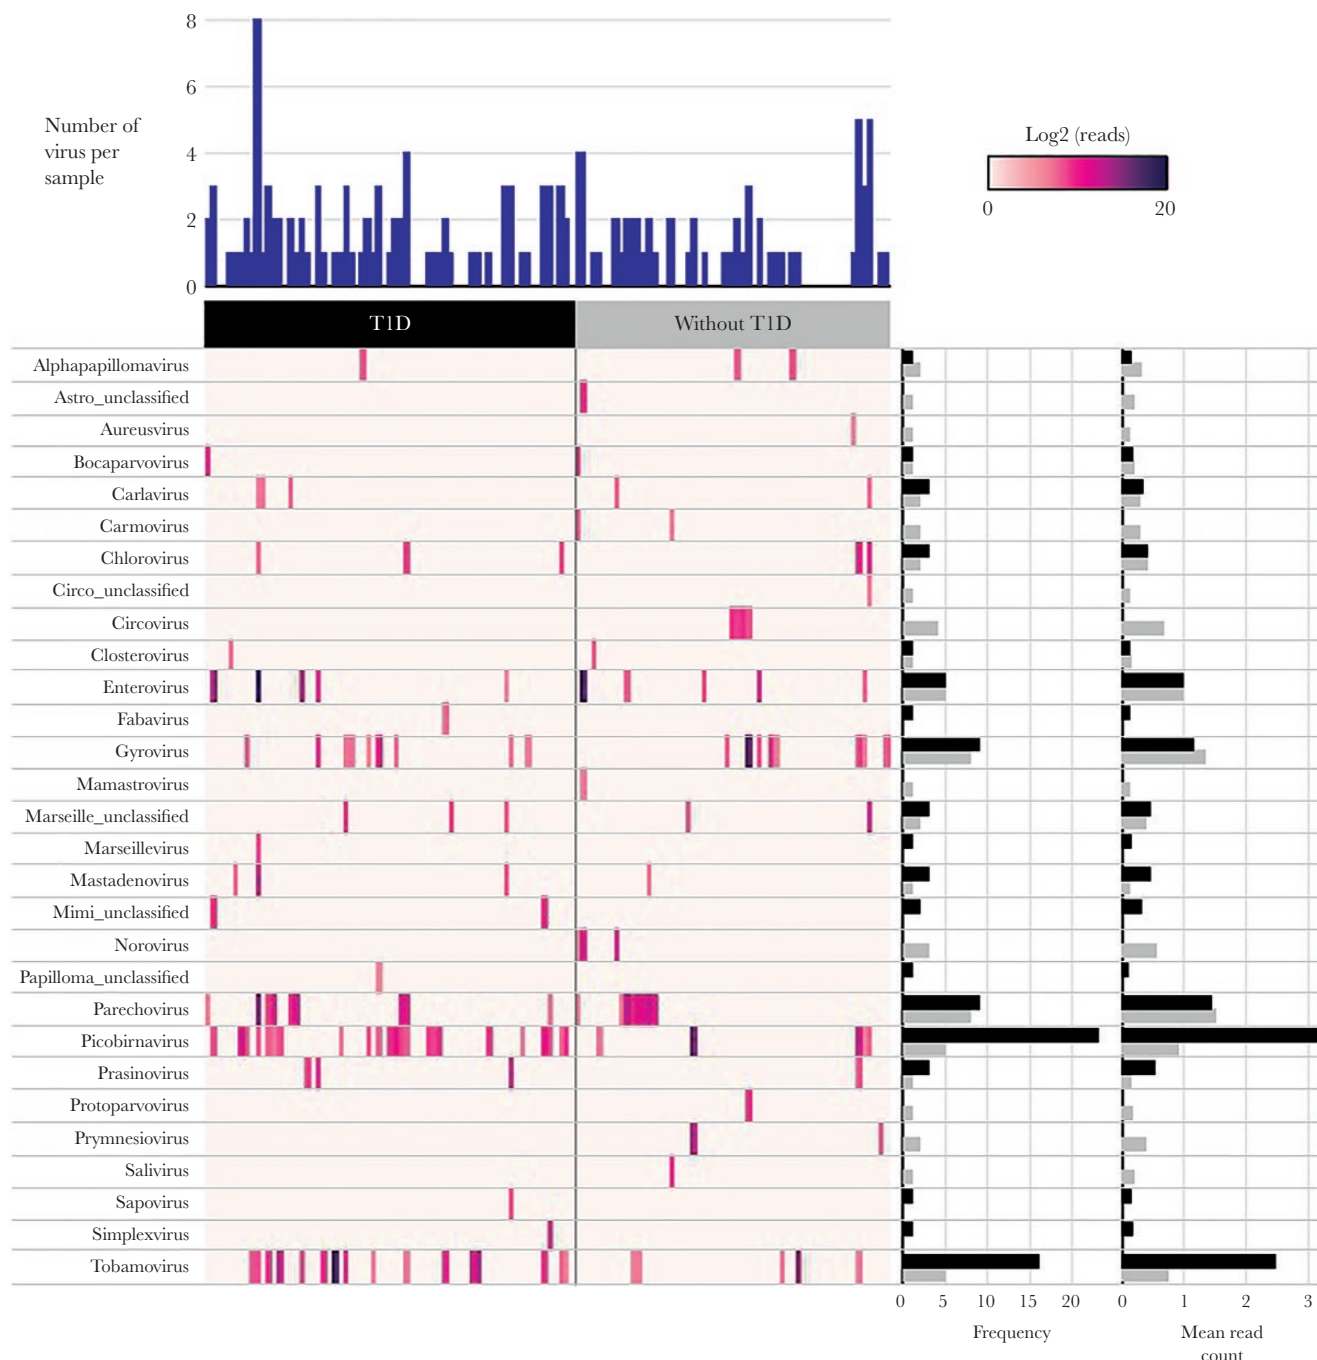 8
6
4
2
0
Number of
virus per
sample
Log2 (reads)
0 20
T1D Without T1D
Alphapapillomavirus
Astro_unclassified
Aureusvirus
Bocaparvovirus
Carlavirus
Carmovirus
Chlorovirus
Circo_unclassified
Circovirus
Closterovirus
Enterovirus
Fabavirus
Gyrovirus
Mamastrovirus
Marseille_unclassified
Marseillevirus
Mastadenovirus
Mimi_unclassified
Norovirus
Papilloma_unclassified
Parechovirus
Picobirnavirus
Prasinovirus
Protoparvovirus
Prymnesiovirus
Salivirus
Sapovirus
Simplexvirus
Tobamovirus
0 5 10 15 20 0 1 2 3
Frequency
Mean read
count